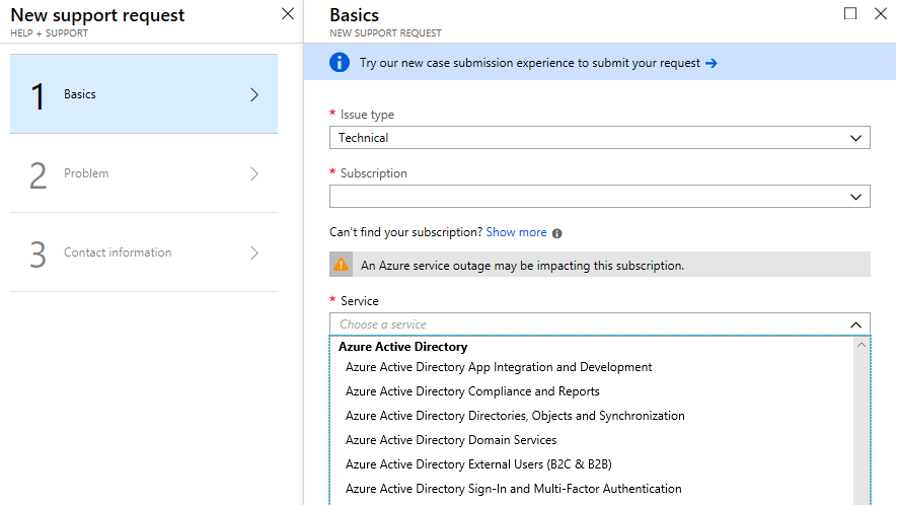 New support request
HELP + SUPPORT
1 Basics
2 Problem
3 Contact information
Basics
NEW SUPPORT REQUEST
Try our new case submission experience to submit your request →
* Issue type
Technical
* Subscription
Can't find your subscription? Show more
An Azure service outage may be impacting this subscription.
* Service
Choose a service
Azure Active Directory
Azure Active Directory App Integration and Development
Azure Active Directory Compliance and Reports
Azure Active Directory Directories, Objects and Synchronization
Azure Active Directory Domain Services
Azure Active Directory External Users (B2C & B2B)
Azure Active Directory Sign-In and Multi-Factor Authentication